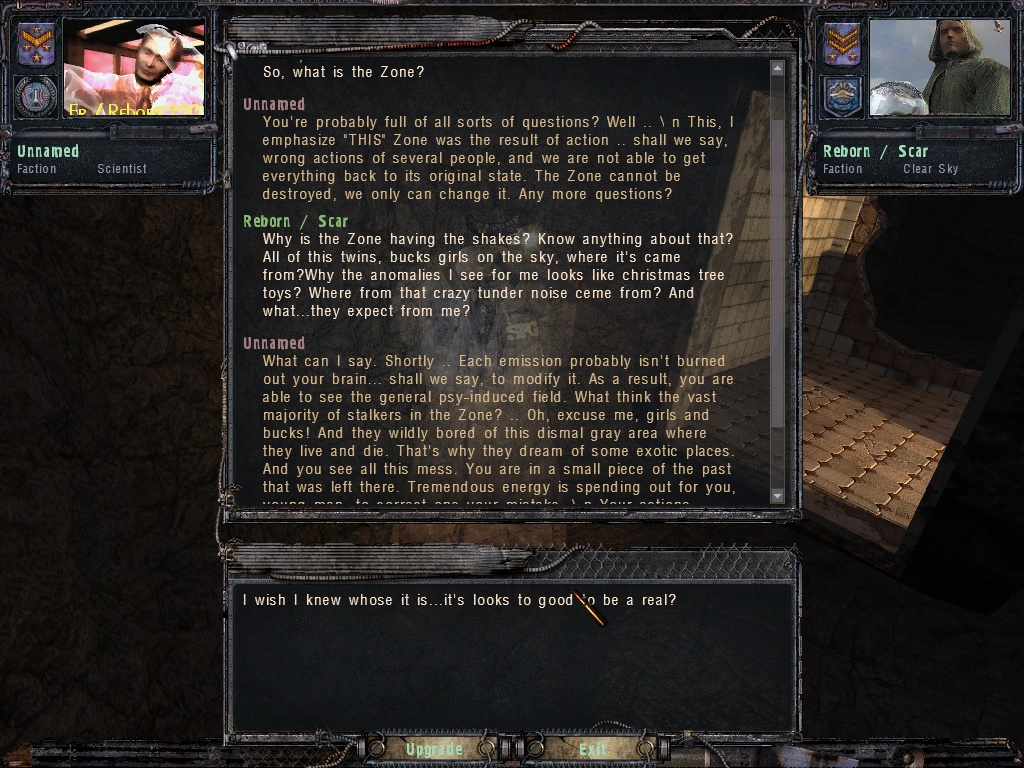 So, what is the Zone?
Unnamed
You're probably full of all sorts of questions? Well .. \ n This, I
emphasize "THIS" Zone was the result of action .. shall we say,
wrong actions of several people, and we are not able to get
everything back to its original state. The Zone cannot be
destroyed, we only can change it. Any more questions?
Reborn / Scar
Why is the Zone having the shakes? Know anything about that?
All of this twins, bucks girls on the sky, where it's came
from?Why the anomalies I see for me looks like christmas tree
toys? Where from that crazy tunder noise ceme from? And
what...they expect from me?
Unnamed
What can I say. Shortly .. Each emission probably isn't burned
out your brain... shall we say, to modify it. As a result, you are
able to see the general psy-induced field. What think the vast
majority of stalkers in the Zone? .. Oh, excuse me, girls and
bucks! And they wildly bored of this dismal gray area where
they live and die. That's why they dream of some exotic places.
And you see all this mess. You are in a small piece of the past
that was left there. Tremendous energy is spending out for you,
young man, to correct one your mistake. \ n Your actions
Unnamed
Faction Scientist
Reborn / Scar
Faction Clear Sky
I wish I knew whose it is...it's looks to good to be a real?
Upgrade
Exit